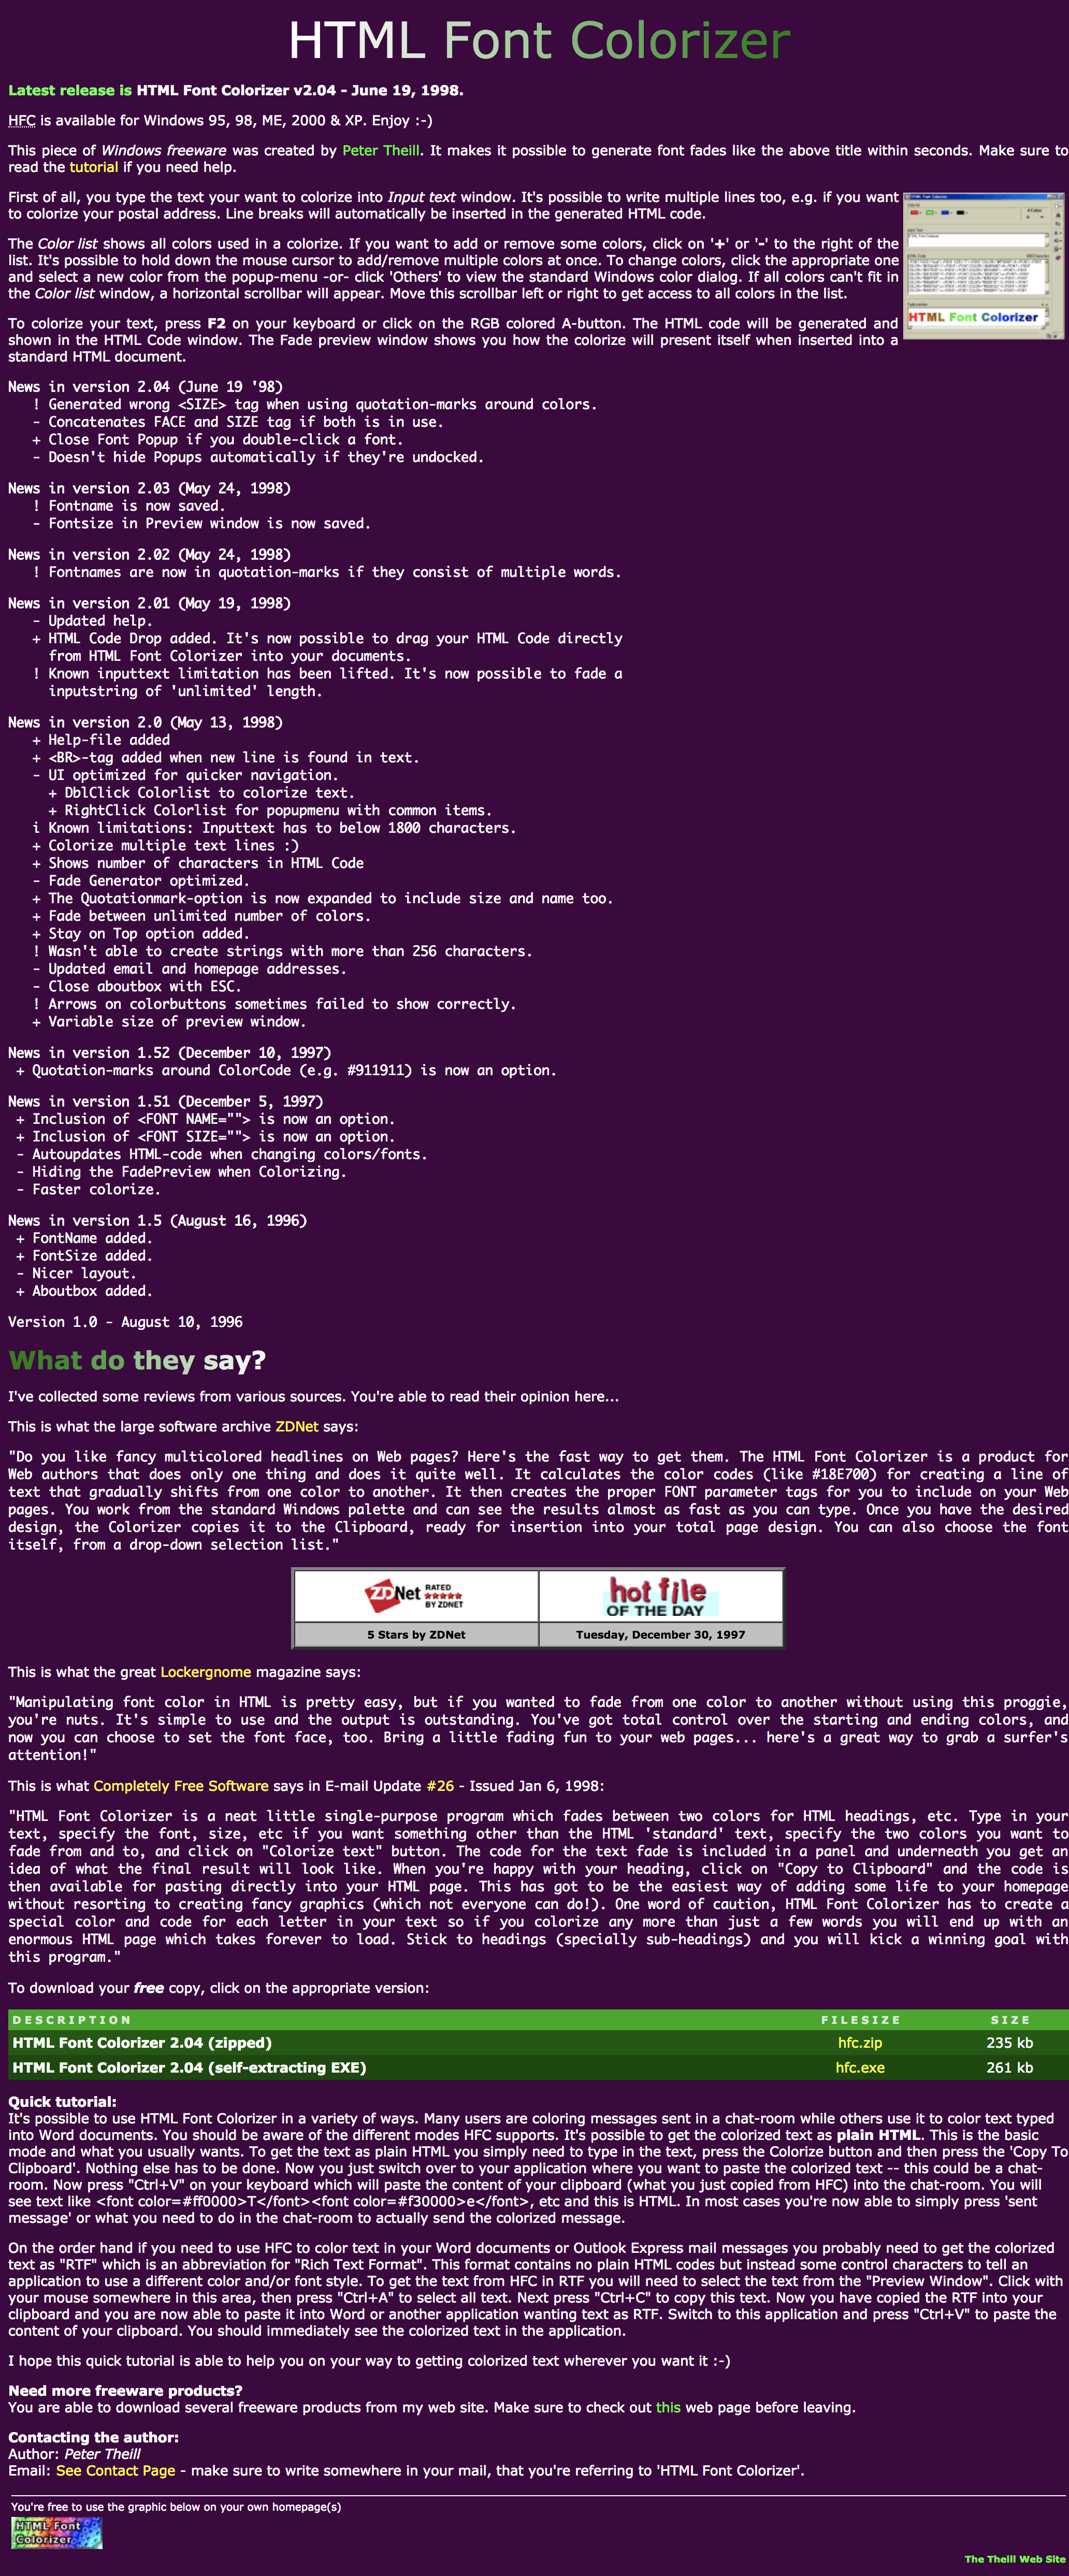 HTML Font Colorizer
Latest release is HTML Font Colorizer v2.04 - June 19, 1998.
HFC is available for Windows 95, 98, ME, 2000 & XP. Enjoy :-)
This piece of Windows freeware was created by Peter Theill. It makes it possible to generate font fades like the above title within seconds. Make sure to
read the tutorial if you need help.
First of all, you type the text your want to colorize into Input text window. It's possible to write multiple lines too, e.g. if you want
to colorize your postal address. Line breaks will automatically be inserted in the generated HTML code.
The Color list shows all colors used in a colorize. If you want to add or remove some colors, click on '+' or '-' to the right of the
list. It's possible to hold down the mouse cursor to add/remove multiple colors at once. To change colors, click the appropriate one
and select a new color from the popup-menu -or- click 'Others' to view the standard Windows color dialog. If all colors can't fit in
the Color list window, a horizontal scrollbar will appear. Move this scrollbar left or right to get access to all colors in the list.
To colorize your text, press F2 on your keyboard or click on the RGB colored A-button. The HTML code will be generated and
shown in the HTML Code window. The Fade preview window shows you how the colorize will present itself when inserted into a
standard HTML document.
HTML Font Colorizer
News in version 2.04 (June 19 '98)
! Generated wrong <SIZE> tag when using quotation-marks around colors.
- Concatenates FACE and SIZE tag if both is in use.
+ Close Font Popup if you double-click a font.
- Doesn't hide Popups automatically if they're undocked.
News in version 2.03 (May 24, 1998)
! Fontname is now saved.
- Fontsize in Preview window is now saved.
News in version 2.02 (May 24, 1998)
! Fontnames are now in quotation-marks if they consist of multiple words.
News in version 2.01 (May 19, 1998)
- Updated help.
+ HTML Code Drop added. It's now possible to drag your HTML Code directly
from HTML Font Colorizer into your documents.
! Known inputtext limitation has been lifted. It's now possible to fade a
inputstring of 'unlimited' length.
News in version 2.0 (May 13, 1998)
+ Help-file added
+ <BR>-tag added when new line is found in text.
- UI optimized for quicker navigation.
+ DblClick Colorlist to colorize text.
+ RightClick Colorlist for popupmenu with common items.
i Known limitations: Inputtext has to below 1800 characters.
+ Colorize multiple text lines :)
+ Shows number of characters in HTML Code
- Fade Generator optimized.
+ The Quotationmark-option is now expanded to include size and name too.
+ Fade between unlimited number of colors.
+ Stay on Top option added.
! Wasn't able to create strings with more than 256 characters.
- Updated email and homepage addresses.
- Close aboutbox with ESC.
! Arrows on colorbuttons sometimes failed to show correctly.
+ Variable size of preview window.
News in version 1.52 (December 10, 1997)
+ Quotation-marks around ColorCode (e.g. #911911) is now an option.
News in version 1.51 (December 5, 1997)
+ Inclusion of <FONT NAME=""> is now an option.
+ Inclusion of <FONT SIZE=""> is now an option.
- Autoupdates HTML-code when changing colors/fonts.
- Hiding the FadePreview when Colorizing.
- Faster colorize.
News in version 1.5 (August 16, 1996)
+ FontName added.
+ FontSize added.
- Nicer layout.
+ Aboutbox added.
Version 1.0 - August 10, 1996
What do they say?
I've collected some reviews from various sources. You're able to read their opinion here...
This is what the large software archive ZDNet says:
"Do you like fancy multicolored headlines on Web pages? Here's the fast way to get them. The HTML Font Colorizer is a product for
Web authors that does only one thing and does it quite well. It calculates the color codes (like #18E700) for creating a line of
text that gradually shifts from one color to another. It then creates the proper FONT parameter tags for you to include on your Web
pages. You work from the standard Windows palette and can see the results almost as fast as you can type. Once you have the desired
design, the Colorizer copies it to the Clipboard, ready for insertion into your total page design. You can also choose the font
itself, from a drop-down selection list."
ZDNet RATED ★★★★★ BY ZDNET
hot file OF THE DAY
5 Stars by ZDNet
Tuesday, December 30, 1997
This is what the great Lockergnome magazine says:
"Manipulating font color in HTML is pretty easy, but if you wanted to fade from one color to another without using this proggie,
you're nuts. It's simple to use and the output is outstanding. You've got total control over the starting and ending colors, and
now you can choose to set the font face, too. Bring a little fading fun to your web pages... here's a great way to grab a surfer's
attention!"
This is what Completely Free Software says in E-mail Update #26 - Issued Jan 6, 1998:
"HTML Font Colorizer is a neat little single-purpose program which fades between two colors for HTML headings, etc. Type in your
text, specify the font, size, etc if you want something other than the HTML 'standard' text, specify the two colors you want to
fade from and to, and click on "Colorize text" button. The code for the text fade is included in a panel and underneath you get an
idea of what the final result will look like. When you're happy with your heading, click on "Copy to Clipboard" and the code is
then available for pasting directly into your HTML page. This has got to be the easiest way of adding some life to your homepage
without resorting to creating fancy graphics (which not everyone can do!). One word of caution, HTML Font Colorizer has to create a
special color and code for each letter in your text so if you colorize any more than just a few words you will end up with an
enormous HTML page which takes forever to load. Stick to headings (specially sub-headings) and you will kick a winning goal with
this program."
To download your free copy, click on the appropriate version:
DESCRIPTION FILESIZE SIZE
HTML Font Colorizer 2.04 (zipped) hfc.zip 235 kb
HTML Font Colorizer 2.04 (self-extracting EXE) hfc.exe 261 kb
Quick tutorial:
It's possible to use HTML Font Colorizer in a variety of ways. Many users are coloring messages sent in a chat-room while others use it to color text typed
into Word documents. You should be aware of the different modes HFC supports. It's possible to get the colorized text as plain HTML. This is the basic
mode and what you usually wants. To get the text as plain HTML you simply need to type in the text, press the Colorize button and then press the 'Copy To
Clipboard'. Nothing else has to be done. Now you just switch over to your application where you want to paste the colorized text -- this could be a chat-
room. Now press "Ctrl+V" on your keyboard which will paste the content of your clipboard (what you just copied from HFC) into the chat-room. You will
see text like <font color=#ff0000>T</font><font color=#f30000>e</font>, etc and this is HTML. In most cases you're now able to simply press 'sent
message' or what you need to do in the chat-room to actually send the colorized message.
On the order hand if you need to use HFC to color text in your Word documents or Outlook Express mail messages you probably need to get the colorized
text as "RTF" which is an abbreviation for "Rich Text Format". This format contains no plain HTML codes but instead some control characters to tell an
application to use a different color and/or font style. To get the text from HFC in RTF you will need to select the text from the "Preview Window". Click with
your mouse somewhere in this area, then press "Ctrl+A" to select all text. Next press "Ctrl+C" to copy this text. Now you have copied the RTF into your
clipboard and you are now able to paste it into Word or another application wanting text as RTF. Switch to this application and press "Ctrl+V" to paste the
content of your clipboard. You should immediately see the colorized text in the application.
I hope this quick tutorial is able to help you on your way to getting colorized text wherever you want it :-)
Need more freeware products?
You are able to download several freeware products from my web site. Make sure to check out this web page before leaving.
Contacting the author:
Author: Peter Theill
Email: See Contact Page - make sure to write somewhere in your mail, that you're referring to 'HTML Font Colorizer'.
You're free to use the graphic below on your own homepage(s)
HTML Font
Colorizer
The Theill Web Site